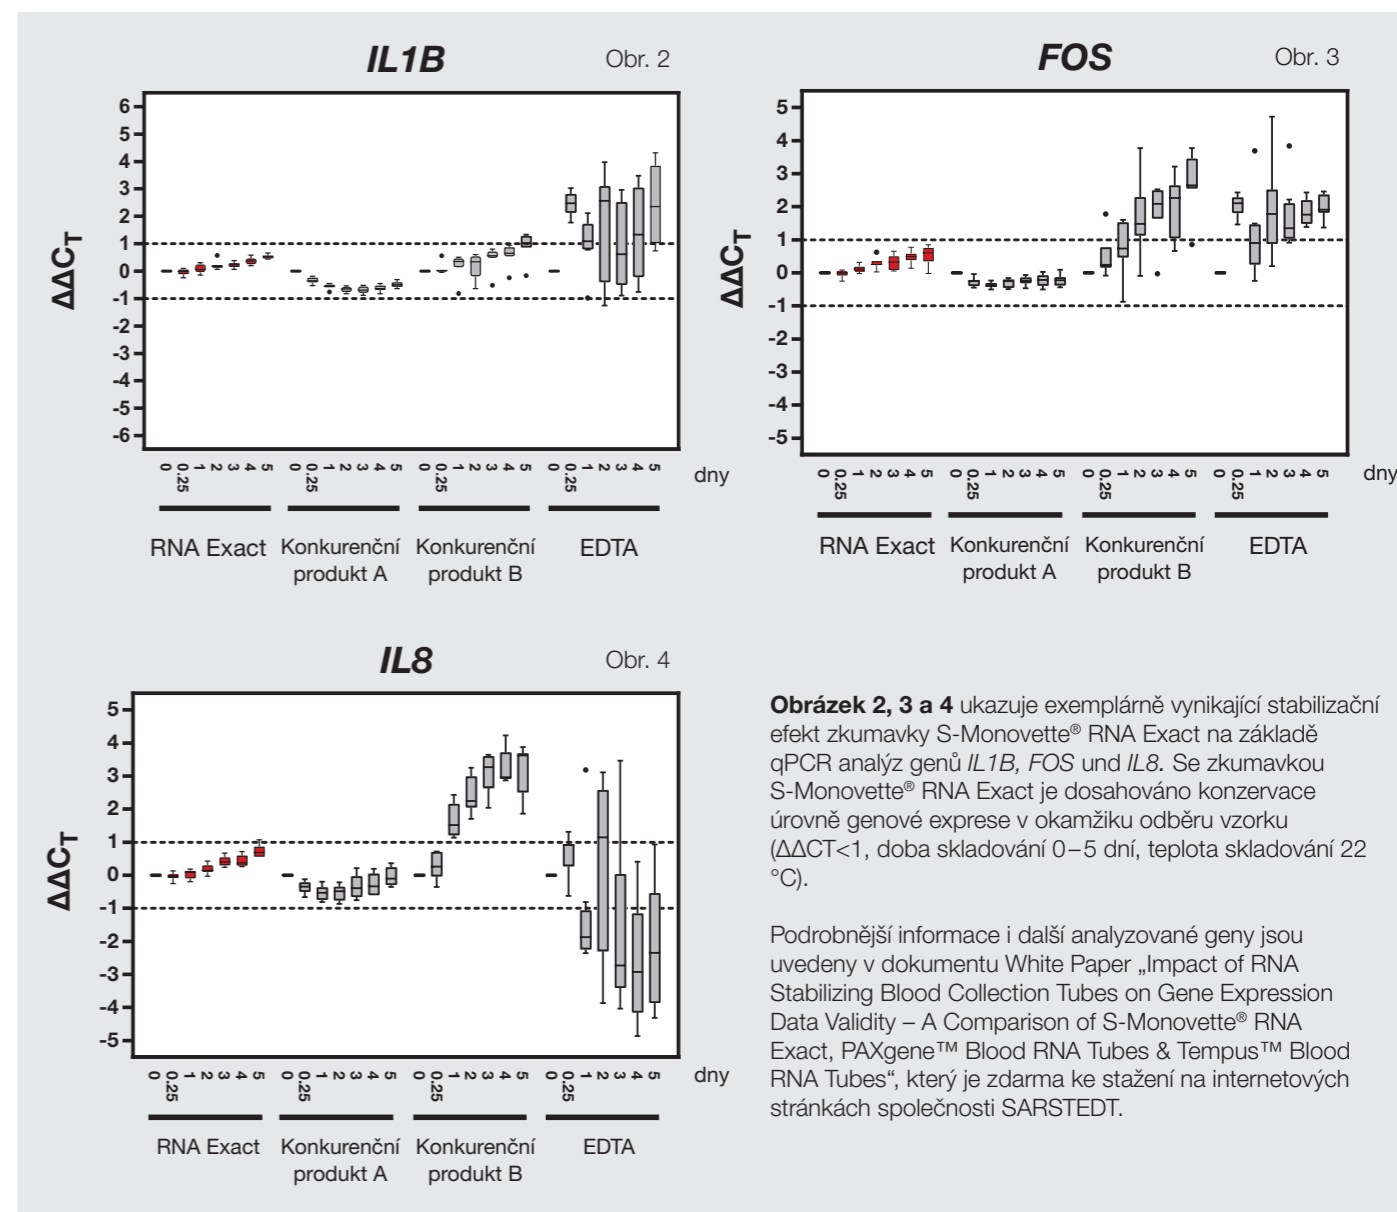 IL1B
Obr. 2
ΔΔCT
6
5
4
3
2
1
0
-1
-2
-3
-4
-5
-6
0 0.25 1 2 3 4 5 0 0.25 1 2 3 4 5 0 0.25 1 2 3 4 5 0 0.25 1 2 3 4 5
dny
RNA Exact
Konkurenční
produkt A
Konkurenční
produkt B
EDTA
FOS
Obr. 3
ΔΔCT
5
4
3
2
1
0
-1
-2
-3
-4
-5
0 0.25 1 2 3 4 5 0 0.25 1 2 3 4 5 0 0.25 1 2 3 4 5 0 0.25 1 2 3 4 5
dny
RNA Exact
Konkurenční
produkt A
Konkurenční
produkt B
EDTA
IL8
Obr. 4
ΔΔCT
5
4
3
2
1
0
-1
-2
-3
-4
-5
0 0.25 1 2 3 4 5 0 0.25 1 2 3 4 5 0 0.25 1 2 3 4 5 0 0.25 1 2 3 4 5
dny
RNA Exact
Konkurenční
produkt A
Konkurenční
produkt B
EDTA
Obrázek 2, 3 a 4 ukazuje exemplárně vynikající stabilizační
efekt zkumavky S-Monovette® RNA Exact na základě
qPCR analýz genů IL1B, FOS und IL8. Se zkumavkou
S-Monovette® RNA Exact je dosahováno konzervace
úrovně genové exprese v okamžiku odběru vzorku
(ΔΔCT<1, doba skladování 0–5 dní, teplota skladování 22
°C).
Podrobnější informace i další analyzované geny jsou
uvedeny v dokumentu White Paper „Impact of RNA
Stabilizing Blood Collection Tubes on Gene Expression
Data Validity – A Comparison of S-Monovette® RNA
Exact, PAXgene™ Blood RNA Tubes & Tempus™ Blood
RNA Tubes“, který je zdarma ke stažení na internetových
stránkách společnosti SARSTEDT.